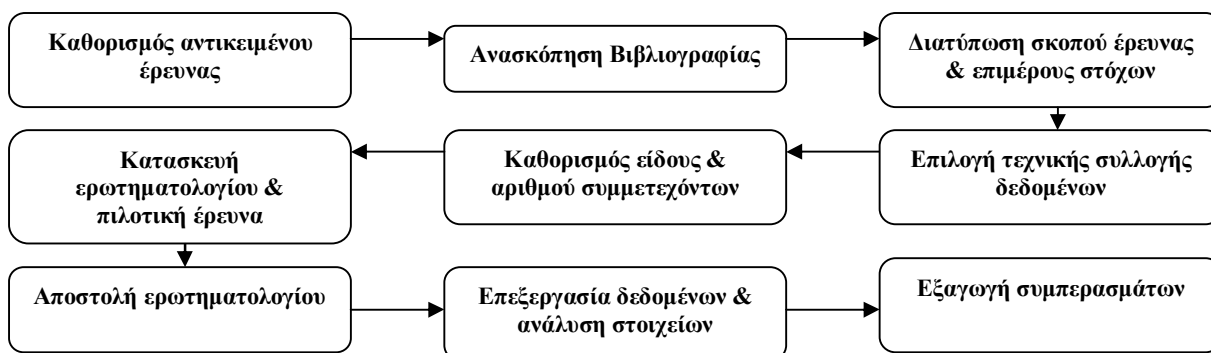 Καθορισμός αντικειμένου
έρευνας
Ανασκόπηση Βιβλιογραφίας
Διατύπωση σκοπού έρευνας
& επιμέρους στόχων
Επιλογή τεχνικής συλλογής
δεδομένων
Καθορισμός είδους &
αριθμού συμμετεχόντων
Κατασκευή
ερωτηματολογίου &
πιλοτική έρευνα
Αποστολή ερωτηματολογίου
Επεξεργασία δεδομένων &
ανάλυση στοιχείων
Εξαγωγή συμπερασμάτων